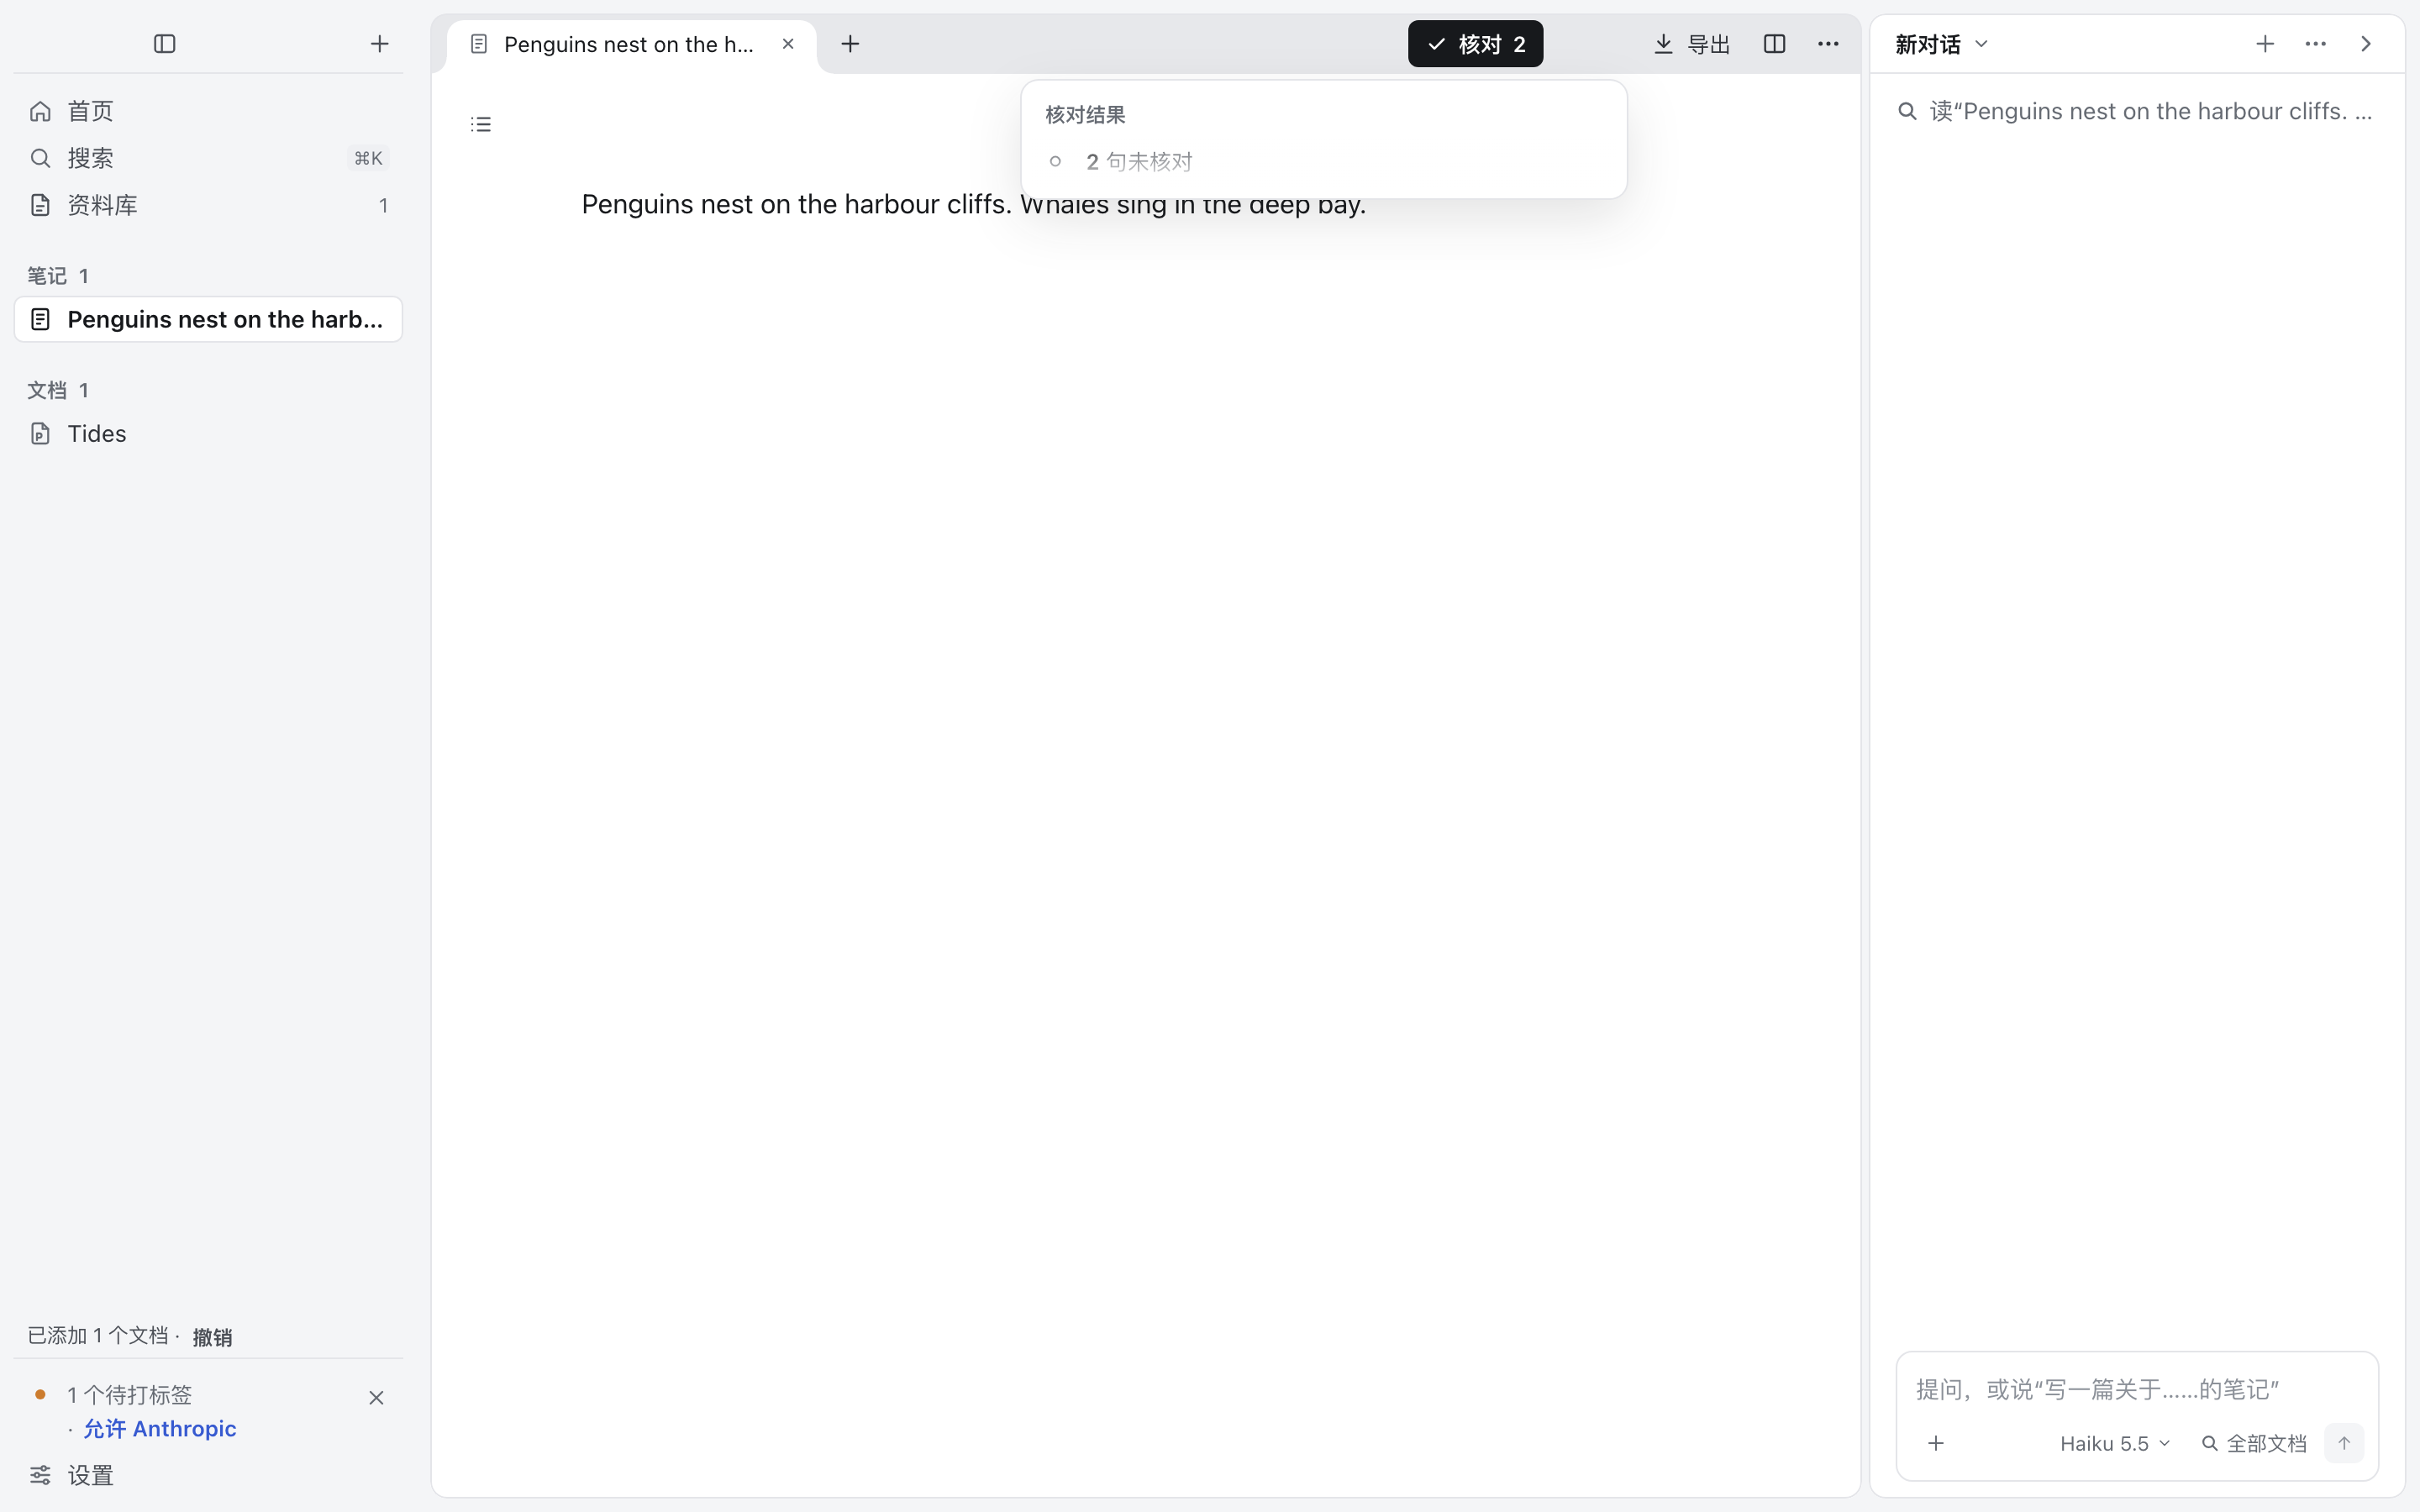 首页
搜索 ⌘K
资料库 1
笔记 1
Penguins nest on the harb...
文档 1
Tides
已添加 1 个文档 · 撤销
1 个待打标签
· 允许 Anthropic
设置
Penguins nest on the h...
核对 2
导出
核对结果
2 句未核对
Penguins nest on the harbour cliffs. Whales sing in the deep bay.
新对话
读“Penguins nest on the harbour cliffs. ...
提问，或说“写一篇关于……的笔记”
Haiku 5.5 全部文档